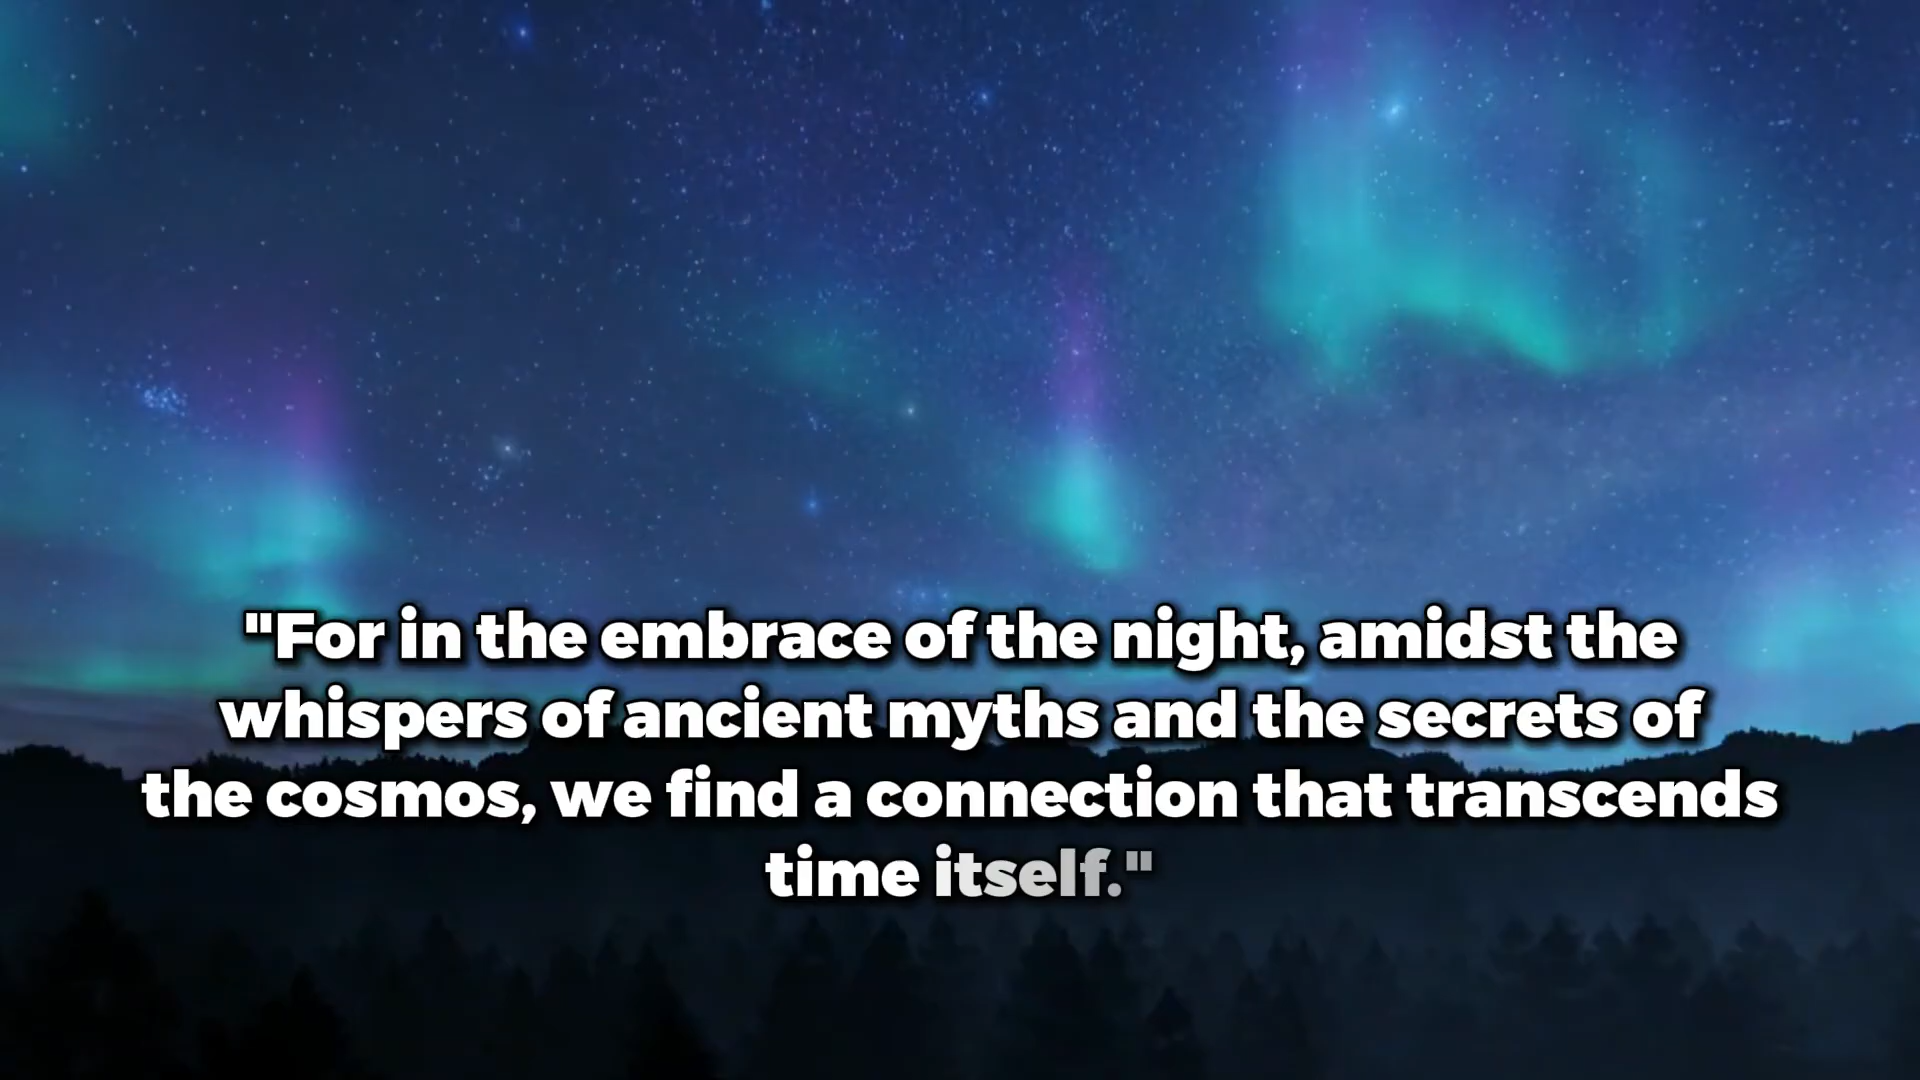 "For in the embrace of the night, amidst the
whispers of ancient myths and the secrets of
the cosmos, we find a connection that transcends
time itself."